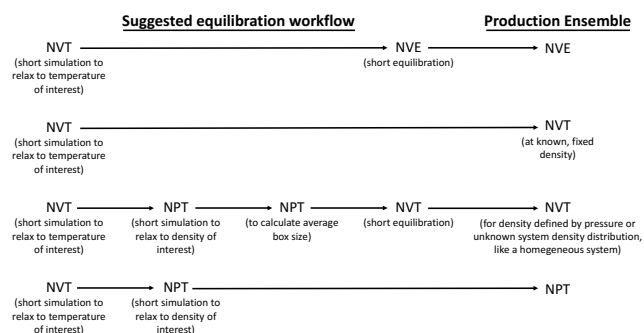 Suggested equilibration workflow
Production Ensemble
NVT
NVE
NVE
(short simulation to
relax to temperature
of interest)
(short equilibration)
NVT
NVT
(short simulation to
relax to temperature
of interest)
(at known, fixed
density)
NVT
NPT
NPT
NVT
NVT
(short simulation to
relax to temperature
of interest)
(short simulation to
relax to density of
interest)
(to calculate average
box size)
(short equilibration)
(for density defined by pressure or
unknown system density distribution,
like a homegeneous system)
NVT
NPT
NPT
(short simulation to
relax to temperature
of interest)
(short simulation to
relax to density of
interest)